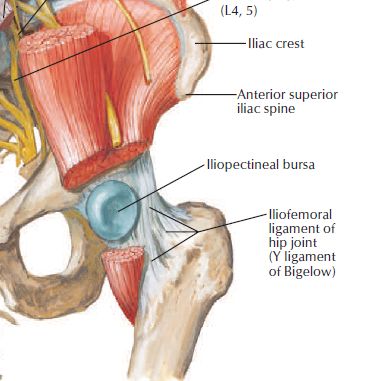 (L4, 5)
Iliac crest
Anterior superior
iliac spine
Iliopectineal bursa
Iliofemoral
ligament of
hip joint
(Y ligament
of Bigelow)